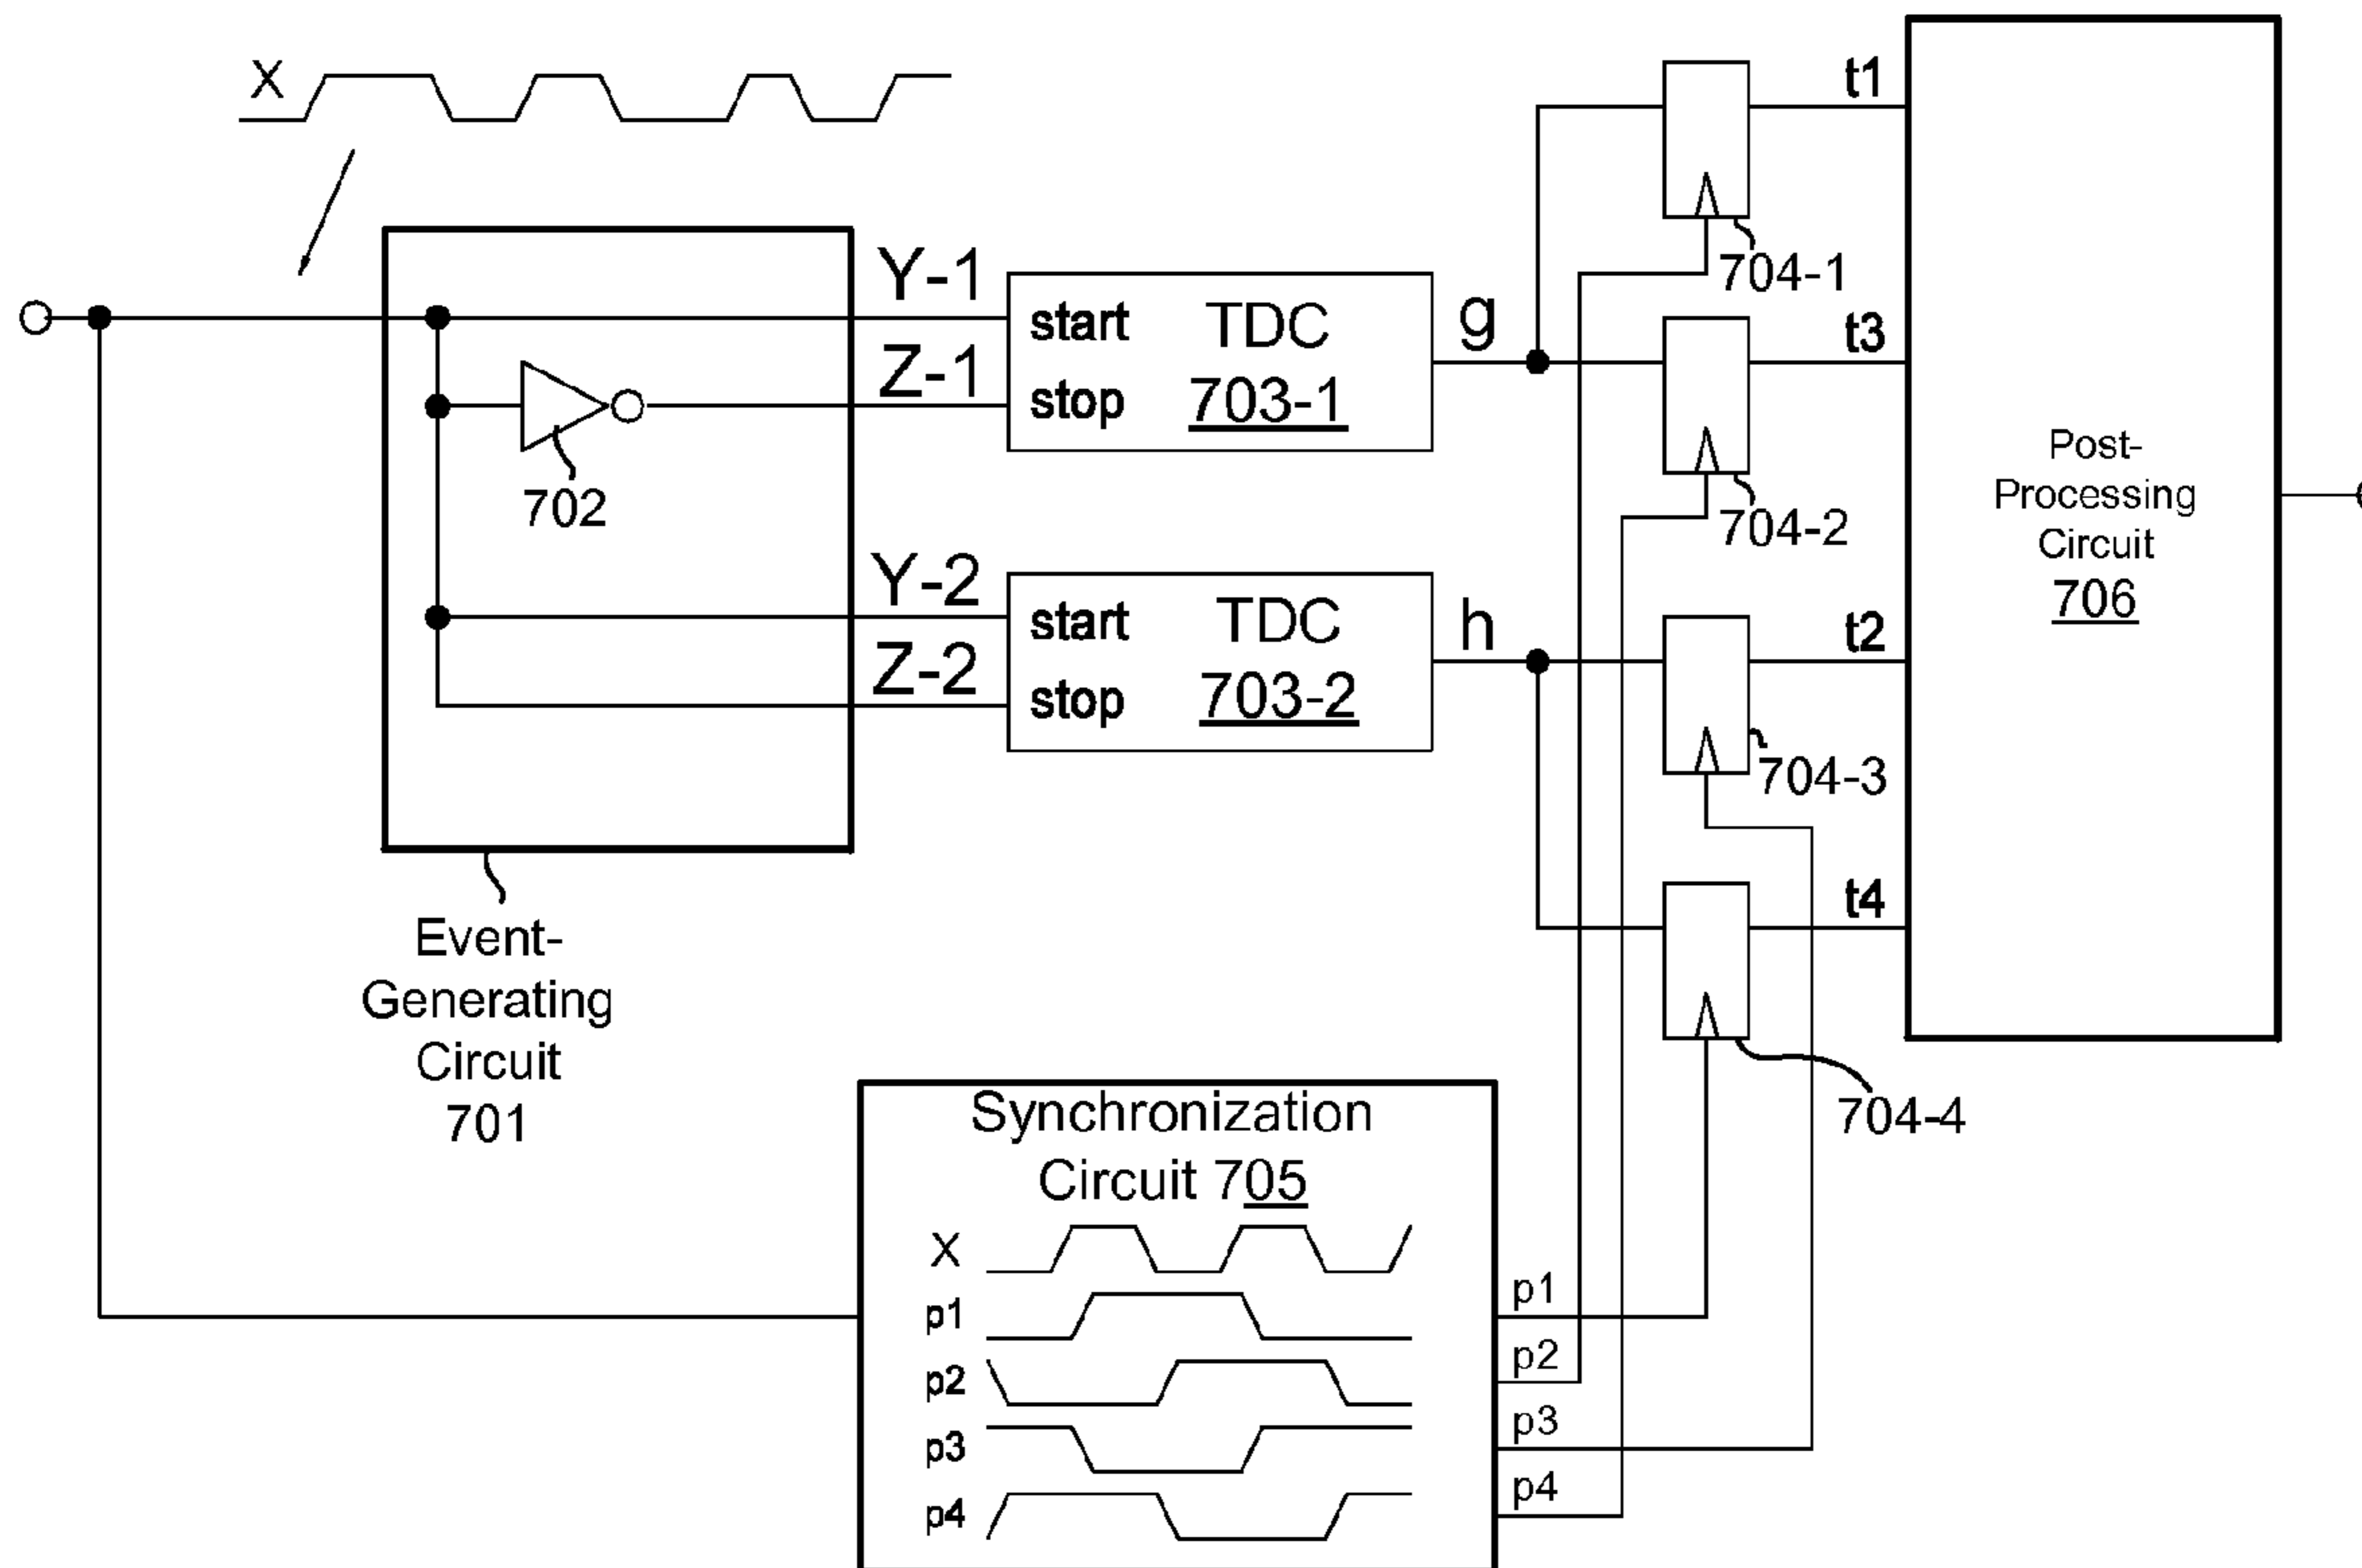 X
t1
704-1
Y-1
start
TDC
g
t3
Z-1
stop
703-1
702
704-2
Post-
Processing
Circuit
706
Y-2
start
TDC
h
t2
Z-2
stop
703-2
704-3
t4
Event-
Generating
Circuit
701
704-4
Synchronization
Circuit 705
X
p1
p2
p3
p4
p1
p2
p3
p4